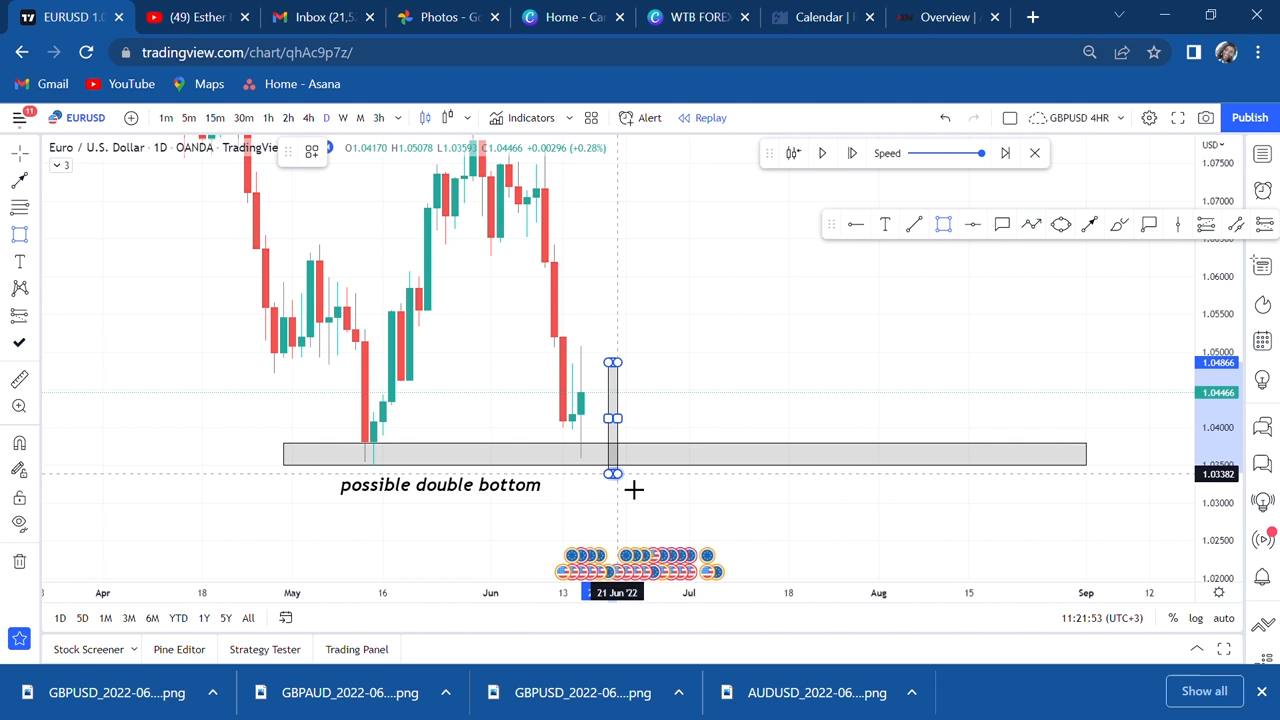 EURUSD 1.0
(49) Esther
Inbox (21,5
Photos - Go
Home - Can
WTB FOREX
Calendar | F
Overview | A
tradingview.com/chart/qhAc9p7z/
Gmail
YouTube
Maps
Home - Asana
11
EURUSD
1m 5m 15m 30m 1h 2h 4h D W M 3h
Indicators
Alert
Replay
GBPUSD 4HR
Publish
Euro / U.S. Dollar · 1D · OANDA · TradingVie
O1.04170 H1.05078 L1.03593 C1.04466 +0.00296 (+0.28%)
Speed
USD
3
1.07500
1.07000
1.06000
1.05500
1.05000
1.04866
1.04466
1.04000
1.03382
1.03000
1.02500
1.02000
possible double bottom
Apr 18 May 16 Jun 13 21 Jun '22 Jul 18 Aug 15 Sep 12
1D 5D 1M 3M 6M YTD 1Y 5Y All
11:21:53 (UTC+3)
% log auto
Stock Screener
Pine Editor
Strategy Tester
Trading Panel
GBPUSD_2022-06....png
GBPAUD_2022-06....png
GBPUSD_2022-06....png
AUDUSD_2022-06....png
Show all